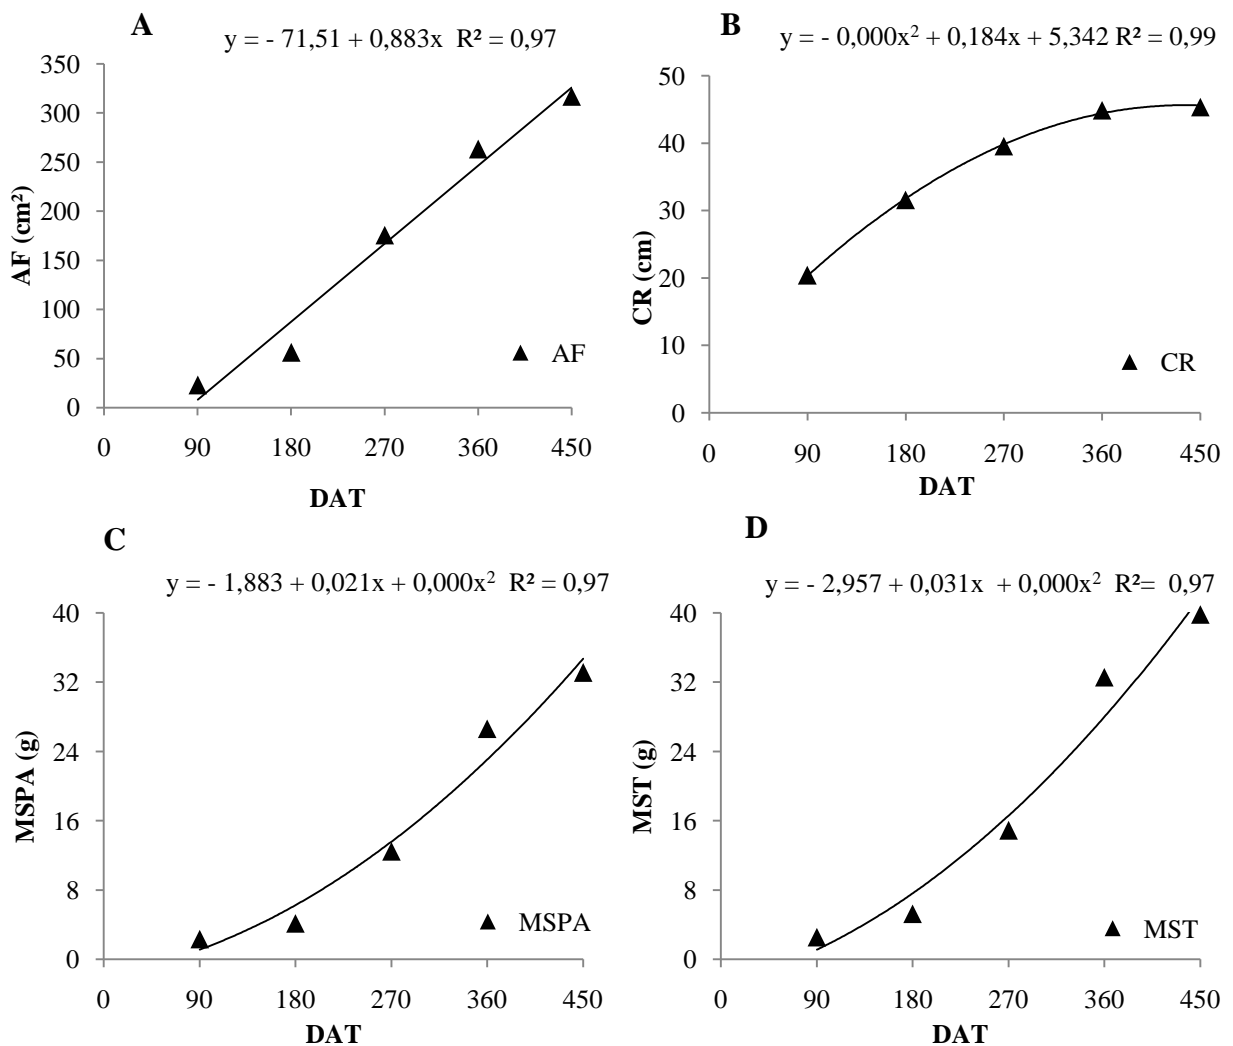 A
y = - 71,51 + 0,883x R² = 0,97
350
300
250
200
150
100
50
0
AF (cm²)
AF
0 90 180 270 360 450
DAT
B
y = - 0,000x² + 0,184x + 5,342 R² = 0,99
50
40
30
20
10
0
CR (cm)
CR
0 90 180 270 360 450
DAT
C
y = - 1,883 + 0,021x + 0,000x² R² = 0,97
40
32
24
16
8
0
MSPA (g)
MSPA
0 90 180 270 360 450
DAT
D
y = - 2,957 + 0,031x + 0,000x² R²= 0,97
40
32
24
16
8
0
MST (g)
MST
0 90 180 270 360 450
DAT